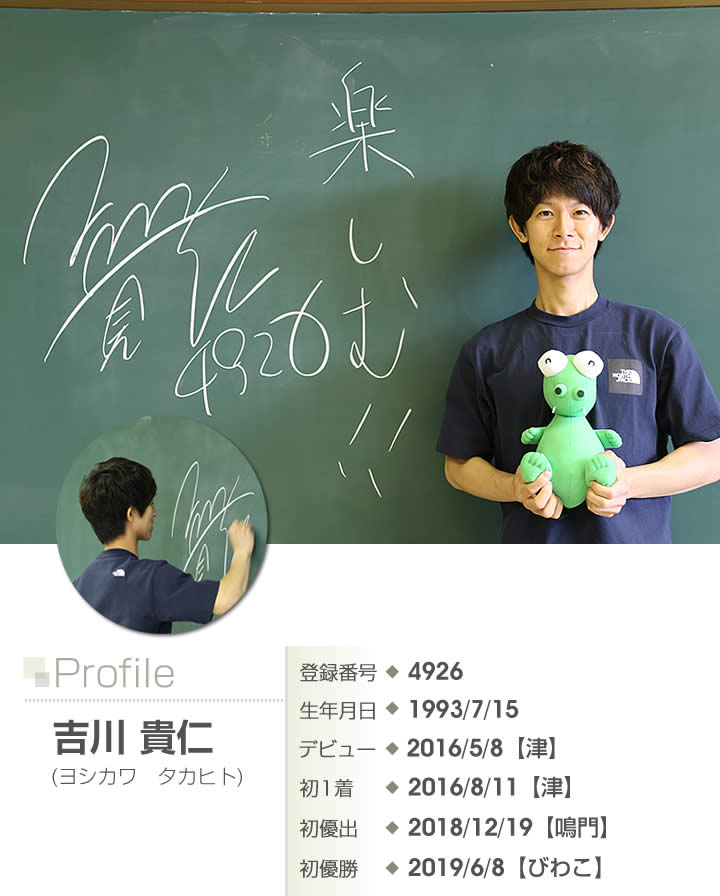 楽しむ!!
4926
THE
NORTH
FACE
Profile
吉川 貴仁
(ヨシカワ　タカヒト)
登録番号 ◆ 4926
生年月日 ◆ 1993/7/15
デビュー ◆ 2016/5/8【津】
初1着 ◆ 2016/8/11【津】
初優出 ◆ 2018/12/19【鳴門】
初優勝 ◆ 2019/6/8【びわこ】